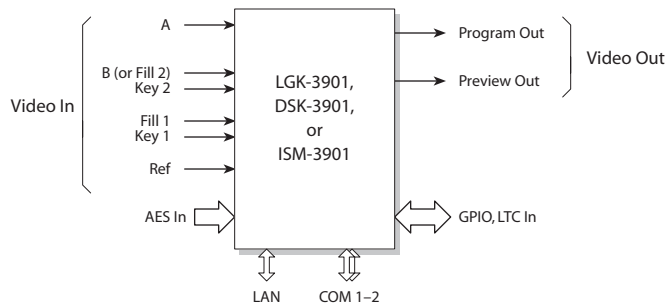 Video In
A
B (or Fill 2)
Key 2
Fill 1
Key 1
Ref
AES In
LGK-3901,
DSK-3901,
or
ISM-3901
Program Out
Preview Out
Video Out
GPIO, LTC In
LAN
COM 1–2